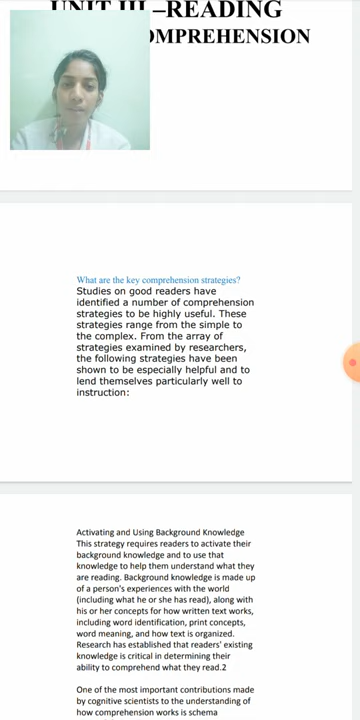 UNIT III –READING
COMPREHENSION
What are the key comprehension strategies?
Studies on good readers have
identified a number of comprehension
strategies to be highly useful. These
strategies range from the simple to
the complex. From the array of
strategies examined by researchers,
the following strategies have been
shown to be especially helpful and to
lend themselves particularly well to
instruction:
Activating and Using Background Knowledge
This strategy requires readers to activate their
background knowledge and to use that
knowledge to help them understand what they
are reading. Background knowledge is made up
of a person's experiences with the world
(including what he or she has read), along with
his or her concepts for how written text works,
including word identification, print concepts,
word meaning, and how text is organized.
Research has established that readers' existing
knowledge is critical in determining their
ability to comprehend what they read.2
One of the most important contributions made
by cognitive scientists to the understanding of
how comprehension works is schema